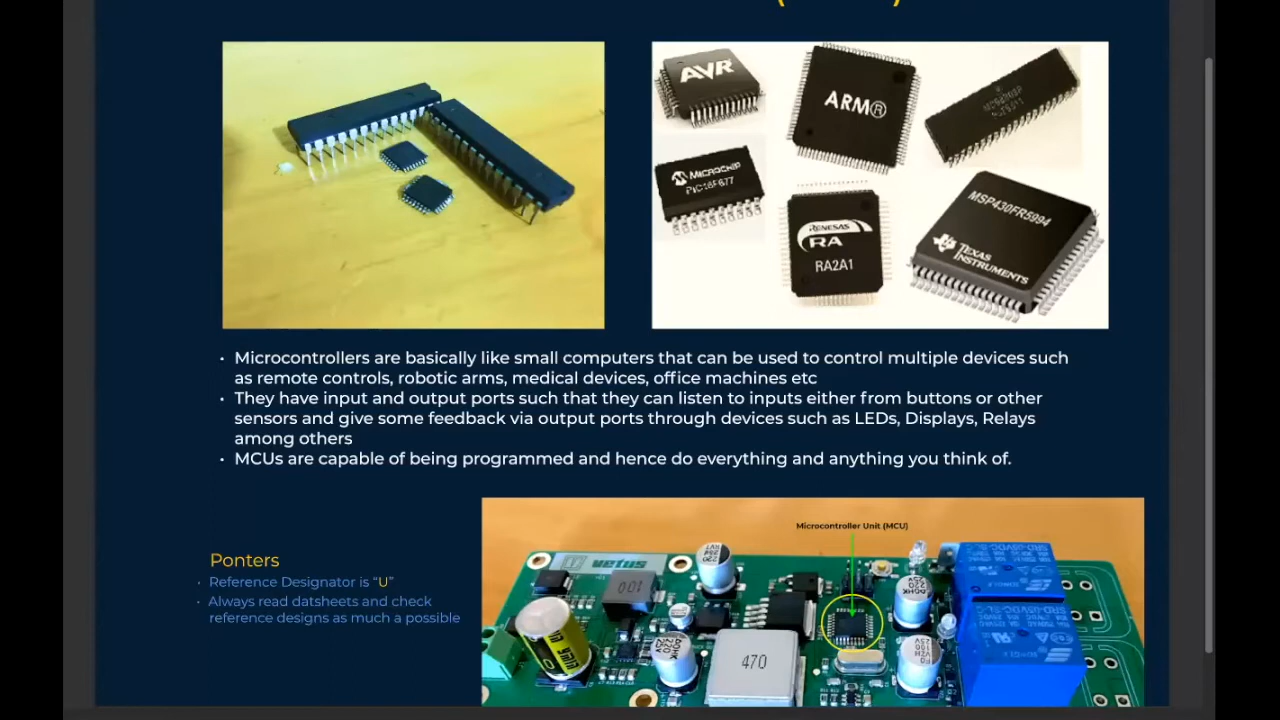 AVR
ARM®
MICROCHIP
PIC16F877
RENESAS
RA
RA2A1
MSP430FR5994
TEXAS
INSTRUMENTS
• Microcontrollers are basically like small computers that can be used to control multiple devices such
as remote controls, robotic arms, medical devices, office machines etc
• They have input and output ports such that they can listen to inputs either from buttons or other
sensors and give some feedback via output ports through devices such as LEDs, Displays, Relays
among others
• MCUs are capable of being programmed and hence do everything and anything you think of.
Ponters
• Reference Designator is “U”
• Always read datsheets and check
reference designs as much a possible
Microcontroller Unit (MCU)
vetus
001
470
220
25V
100
25V